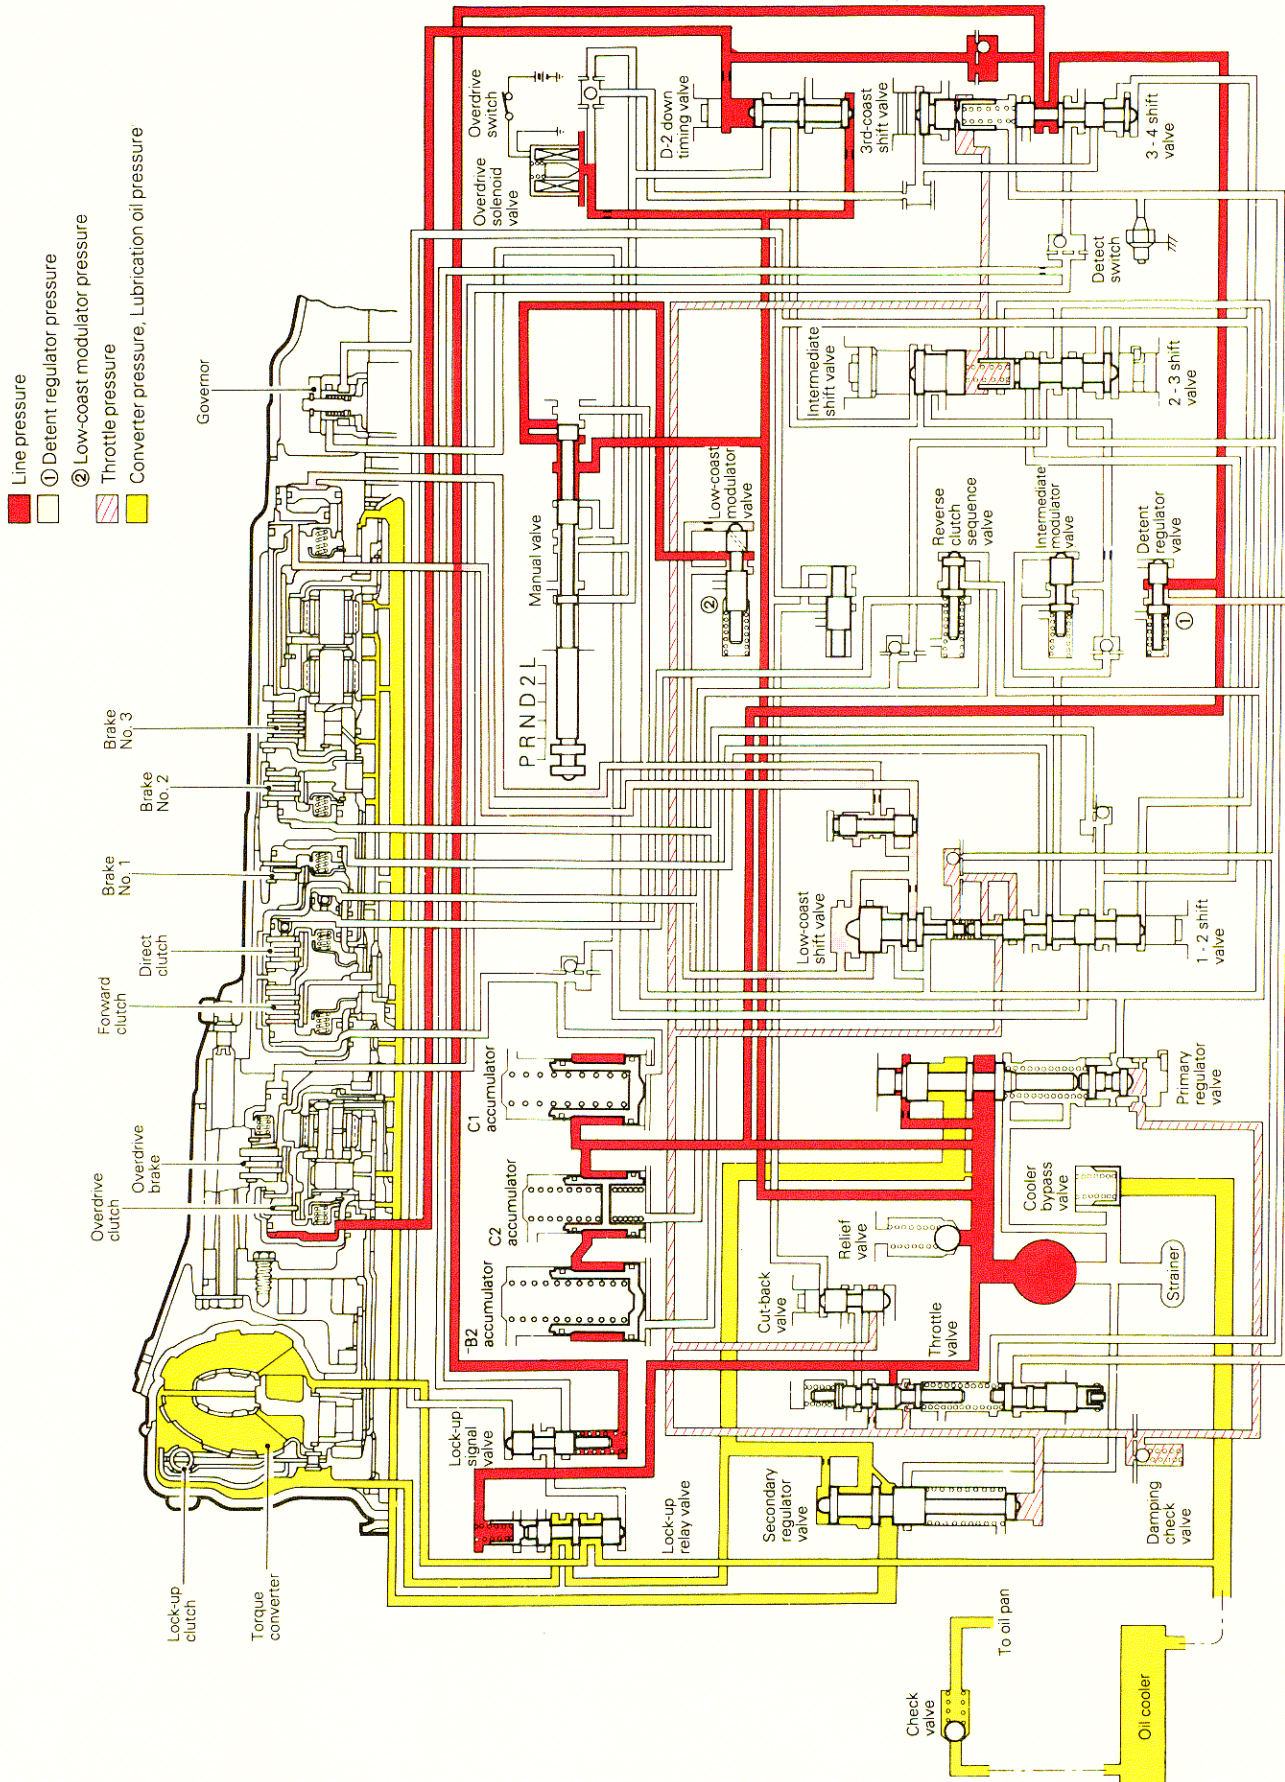 Line pressure
① Detent regulator pressure
② Low-coast modulator pressure
Throttle pressure
Converter pressure, Lubrication oil pressure
Lock-up
clutch
Torque
converter
Overdrive
clutch
Overdrive
brake
Forward
clutch
Direct
clutch
Brake
No. 1
Brake
No. 2
Brake
No. 3
Governor
Lock-up
signal
valve
B2
accumulator
C2
accumulator
C1
accumulator
P R N D 2 L
Manual valve
Overdrive
solenoid
valve
Overdrive
switch
Lock-up
relay valve
Secondary
regulator
valve
Cut-back
valve
Relief
valve
Low-coast
shift valve
②
Low-coast
modulator
valve
D-2 down
timing valve
Throttle
valve
Reverse
clutch
sequence
valve
Intermediate
shift valve
3rd-coast
shift valve
Cooler
bypass
valve
Intermediate
modulator
valve
Detect
switch
Check
valve
To oil pan
Oil cooler
Damping
check
valve
Strainer
Primary
regulator
valve
1 - 2 shift
valve
Detent
regulator
valve
①
2 - 3 shift
valve
3 - 4 shift
valve